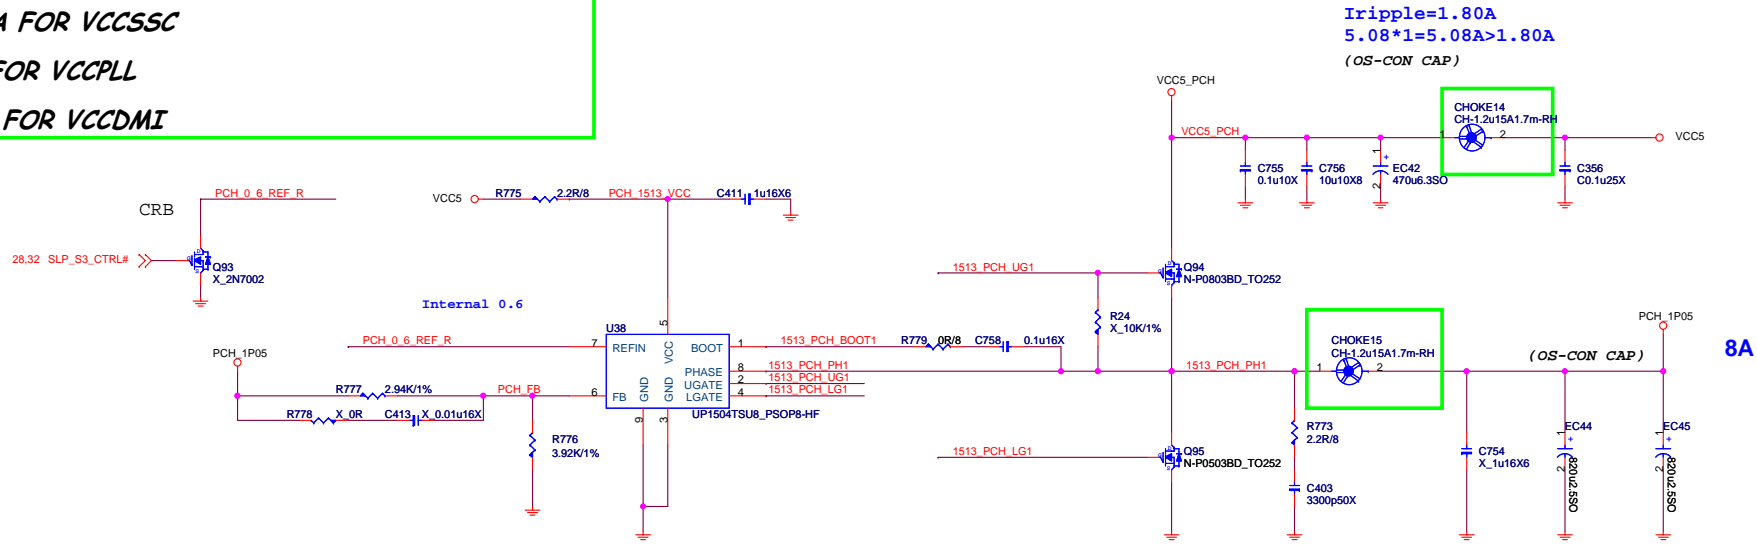 A FOR VCCSSC
FOR VCCPLL
FOR VCCDMI
Iripple=1.80A
5.08*1=5.08A>1.80A
(OS-CON CAP)
VCC5_PCH
CHOKE14
CH-1.2u15A1.7m-RH
VCC5_PCH
1
2
VCC5
C755
0.1u10X
C756
10u10X8
1
+
2
EC42
470u6.3SO
C356
C0.1u25X
PCH_0_6_REF_R
CRB
VCC5
R775
2.2R/8
PCH_1513_VCC
C411
1u16X6
28,32 SLP_S3_CTRL#
G
D
S
Q93
X_2N7002
1513_PCH_UG1
G
D
S
Q94
N-P0803BD_TO252
Internal 0.6
R24
X_10K/1%
U38
5
PCH_0_6_REF_R
7
REFIN
VCC
BOOT
1
1513_PCH_BOOT1
R779
0R/8
C758
0.1u16X
PHASE
8
1513_PCH_PH1
UGATE
2
1513_PCH_UG1
LGATE
4
1513_PCH_LG1
6
FB
GND
GND
9
3
UP1504TSU8_PSOP8-HF
PCH_1P05
R777
2.94K/1%
PCH_FB
R778
X_0R
C413
X_0.01u16X
R776
3.92K/1%
1513_PCH_PH1
CHOKE15
CH-1.2u15A1.7m-RH
1
2
(OS-CON CAP)
PCH_1P05
8A
1513_PCH_LG1
G
D
S
Q95
N-P0503BD_TO252
R773
2.2R/8
C403
3300p50X
C754
X_1u16X6
EC44
1
+
2
820u2.5SO
EC45
1
+
2
820u2.5SO